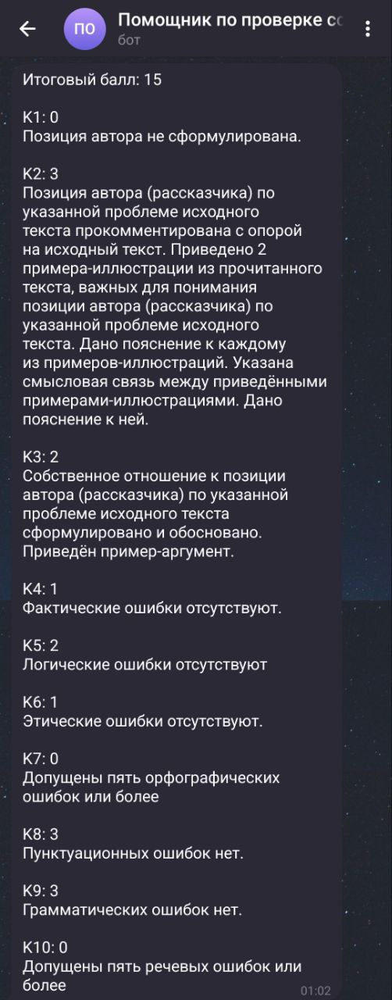 ПО
Помощник по проверке со
бот
Итоговый балл: 15
К1: 0
Позиция автора не сформулирована.
К2: 3
Позиция автора (рассказчика) по
указанной проблеме исходного
текста прокомментирована с опорой
на исходный текст. Приведено 2
примера-иллюстрации из прочитанного
текста, важных для понимания
позиции автора (рассказчика) по
указанной проблеме исходного
текста. Дано пояснение к каждому
из примеров-иллюстраций. Указана
смысловая связь между приведёнными
примерами-иллюстрациями. Дано
пояснение к ней.
К3: 2
Собственное отношение к позиции
автора (рассказчика) по указанной
проблеме исходного текста
сформулировано и обосновано.
Приведён пример-аргумент.
К4: 1
Фактические ошибки отсутствуют.
К5: 2
Логические ошибки отсутствуют
К6: 1
Этические ошибки отсутствуют.
К7: 0
Допущены пять орфографических
ошибок или более
К8: 3
Пунктуационных ошибок нет.
К9: 3
Грамматических ошибок нет.
К10: 0
Допущены пять речевых ошибок или
более
01:02